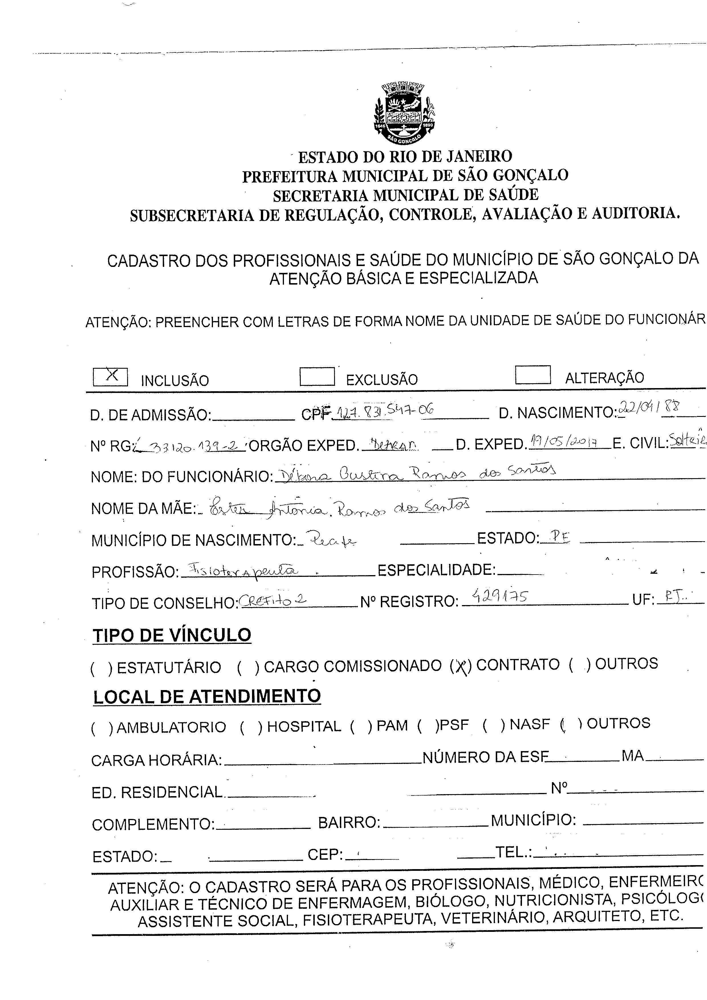 1646 1890
SÃO GONÇALO
ESTADO DO RIO DE JANEIRO
PREFEITURA MUNICIPAL DE SÃO GONÇALO
SECRETARIA MUNICIPAL DE SAÚDE
SUBSECRETARIA DE REGULAÇÃO, CONTROLE, AVALIAÇÃO E AUDITORIA.
CADASTRO DOS PROFISSIONAIS E SAÚDE DO MUNICÍPIO DE SÃO GONÇALO DA
ATENÇÃO BÁSICA E ESPECIALIZADA
ATENÇÃO: PREENCHER COM LETRAS DE FORMA NOME DA UNIDADE DE SAÚDE DO FUNCIONÁR
X INCLUSÃO EXCLUSÃO ALTERAÇÃO
D. DE ADMISSÃO: CPF. D. NASCIMENTO: 22/04/88
Nº RG: 33120.139-2 ORGÃO EXPED. Detran D. EXPED. 19/05/2017 E. CIVIL: Solteir
NOME: DO FUNCIONÁRIO: Débora Cristina Ramos dos Santos
NOME DA MÃE: Ester Antônia Ramos dos Santos
MUNICÍPIO DE NASCIMENTO: Recife ESTADO: PE
PROFISSÃO: Fisioterapeuta ESPECIALIDADE:
TIPO DE CONSELHO: CREFITO 2 Nº REGISTRO: 429175 UF: RJ
TIPO DE VÍNCULO
( ) ESTATUTÁRIO ( ) CARGO COMISSIONADO (X) CONTRATO ( ) OUTROS
LOCAL DE ATENDIMENTO
( ) AMBULATORIO ( ) HOSPITAL ( ) PAM ( )PSF ( ) NASF ( ) OUTROS
CARGA HORÁRIA: NÚMERO DA ESF MA
ED. RESIDENCIAL Nº
COMPLEMENTO: BAIRRO: MUNICÍPIO:
ESTADO: CEP: TEL.:
ATENÇÃO: O CADASTRO SERÁ PARA OS PROFISSIONAIS, MÉDICO, ENFERMEIRO
AUXILIAR E TÉCNICO DE ENFERMAGEM, BIÓLOGO, NUTRICIONISTA, PSICÓLOGO
ASSISTENTE SOCIAL, FISIOTERAPEUTA, VETERINÁRIO, ARQUITETO, ETC.